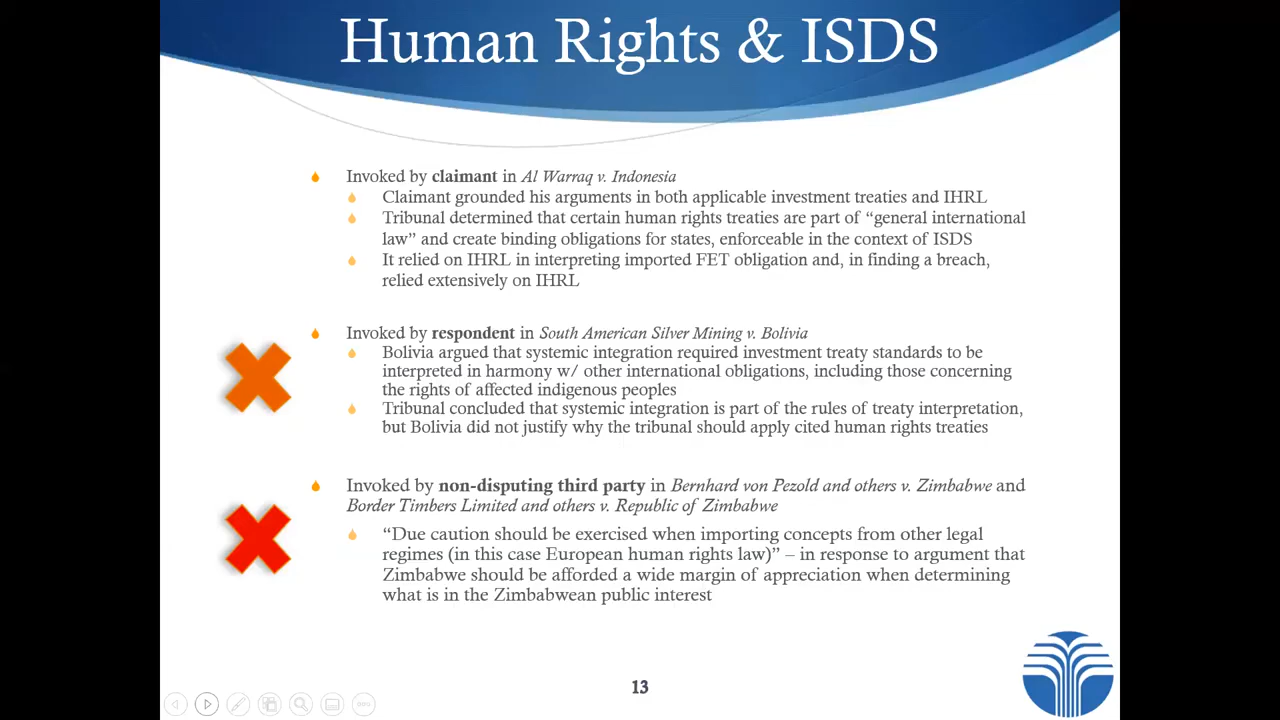 Human Rights & ISDS
Invoked by claimant in Al Warraq v. Indonesia
Claimant grounded his arguments in both applicable investment treaties and IHRL
Tribunal determined that certain human rights treaties are part of “general international
law” and create binding obligations for states, enforceable in the context of ISDS
It relied on IHRL in interpreting imported FET obligation and, in finding a breach,
relied extensively on IHRL
Invoked by respondent in South American Silver Mining v. Bolivia
Bolivia argued that systemic integration required investment treaty standards to be
interpreted in harmony w/ other international obligations, including those concerning
the rights of affected indigenous peoples
Tribunal concluded that systemic integration is part of the rules of treaty interpretation,
but Bolivia did not justify why the tribunal should apply cited human rights treaties
Invoked by non-disputing third party in Bernhard von Pezold and others v. Zimbabwe and
Border Timbers Limited and others v. Republic of Zimbabwe
“Due caution should be exercised when importing concepts from other legal
regimes (in this case European human rights law)” – in response to argument that
Zimbabwe should be afforded a wide margin of appreciation when determining
what is in the Zimbabwean public interest
13